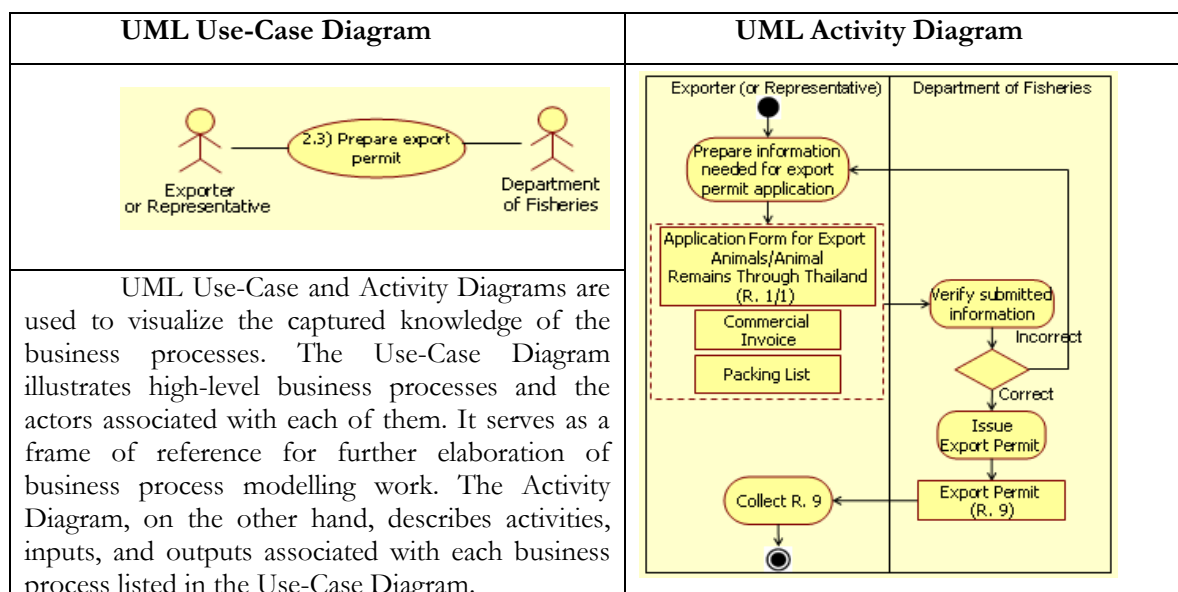 UML Use-Case Diagram
2.3) Prepare export
permit
Exporter
or Representative
Department
of Fisheries
UML Use-Case and Activity Diagrams are
used to visualize the captured knowledge of the
business processes. The Use-Case Diagram
illustrates high-level business processes and the
actors associated with each of them. It serves as a
frame of reference for further elaboration of
business process modelling work. The Activity
Diagram, on the other hand, describes activities,
inputs, and outputs associated with each business
process listed in the Use-Case Diagram.
UML Activity Diagram
Exporter (or Representative)
Department of Fisheries
Prepare information
needed for export
permit application
Application Form for Export
Animals/Animal
Remains Through Thailand
(R. 1/1)
Commercial
Invoice
Packing List
Verify submitted
information
Incorrect
Correct
Issue
Export Permit
Export Permit
(R. 9)
Collect R. 9